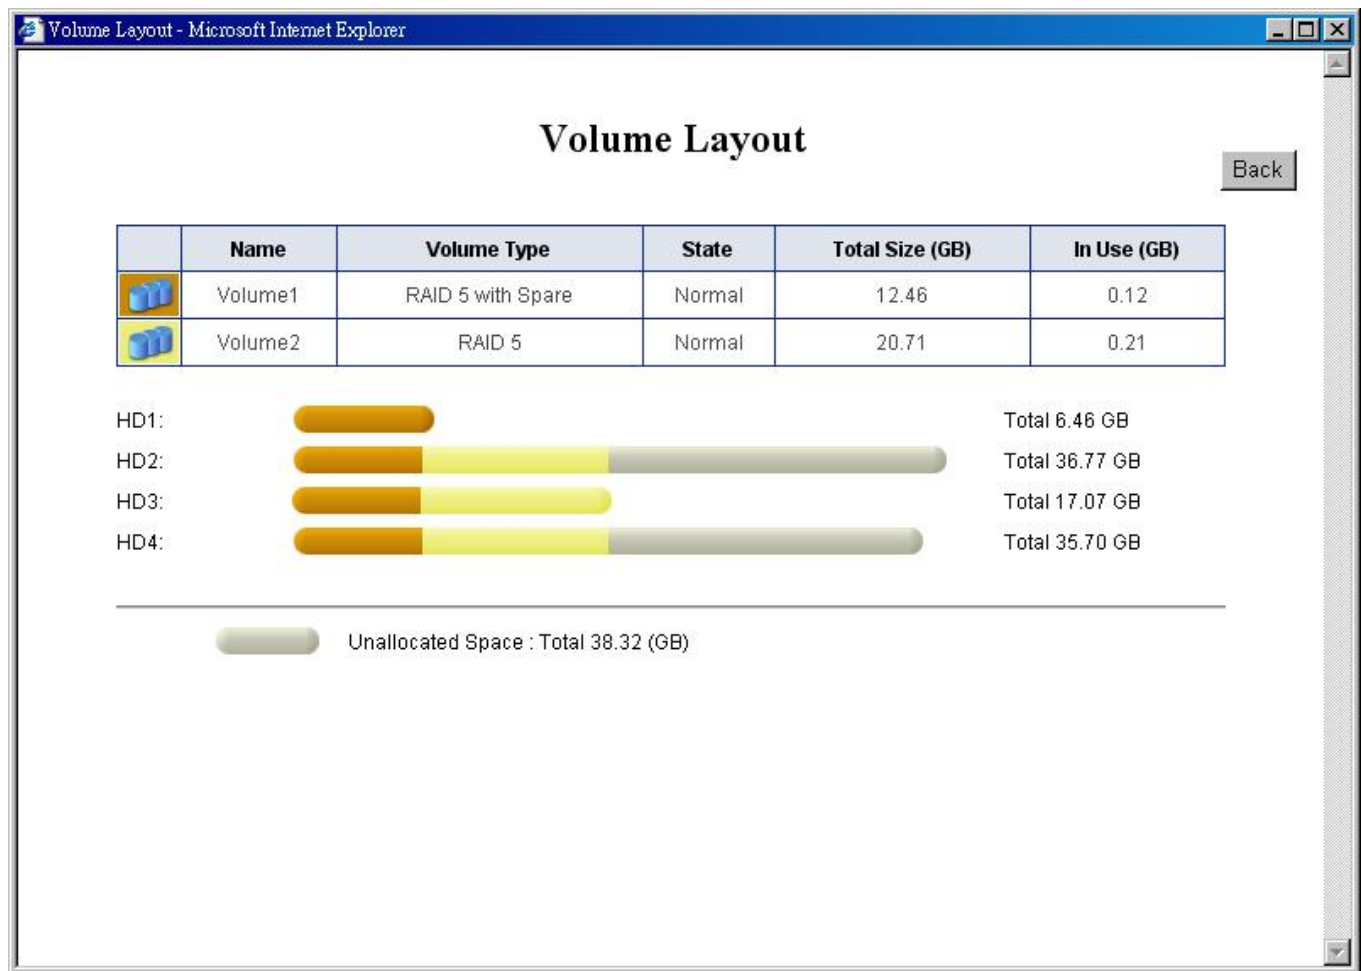 Volume Layout - Microsoft Internet Explorer
Volume Layout
Back
Name Volume Type State Total Size (GB) In Use (GB)
Volume1 RAID 5 with Spare Normal 12.46 0.12
Volume2 RAID 5 Normal 20.71 0.21
HD1: Total 6.46 GB
HD2: Total 36.77 GB
HD3: Total 17.07 GB
HD4: Total 35.70 GB
Unallocated Space : Total 38.32 (GB)